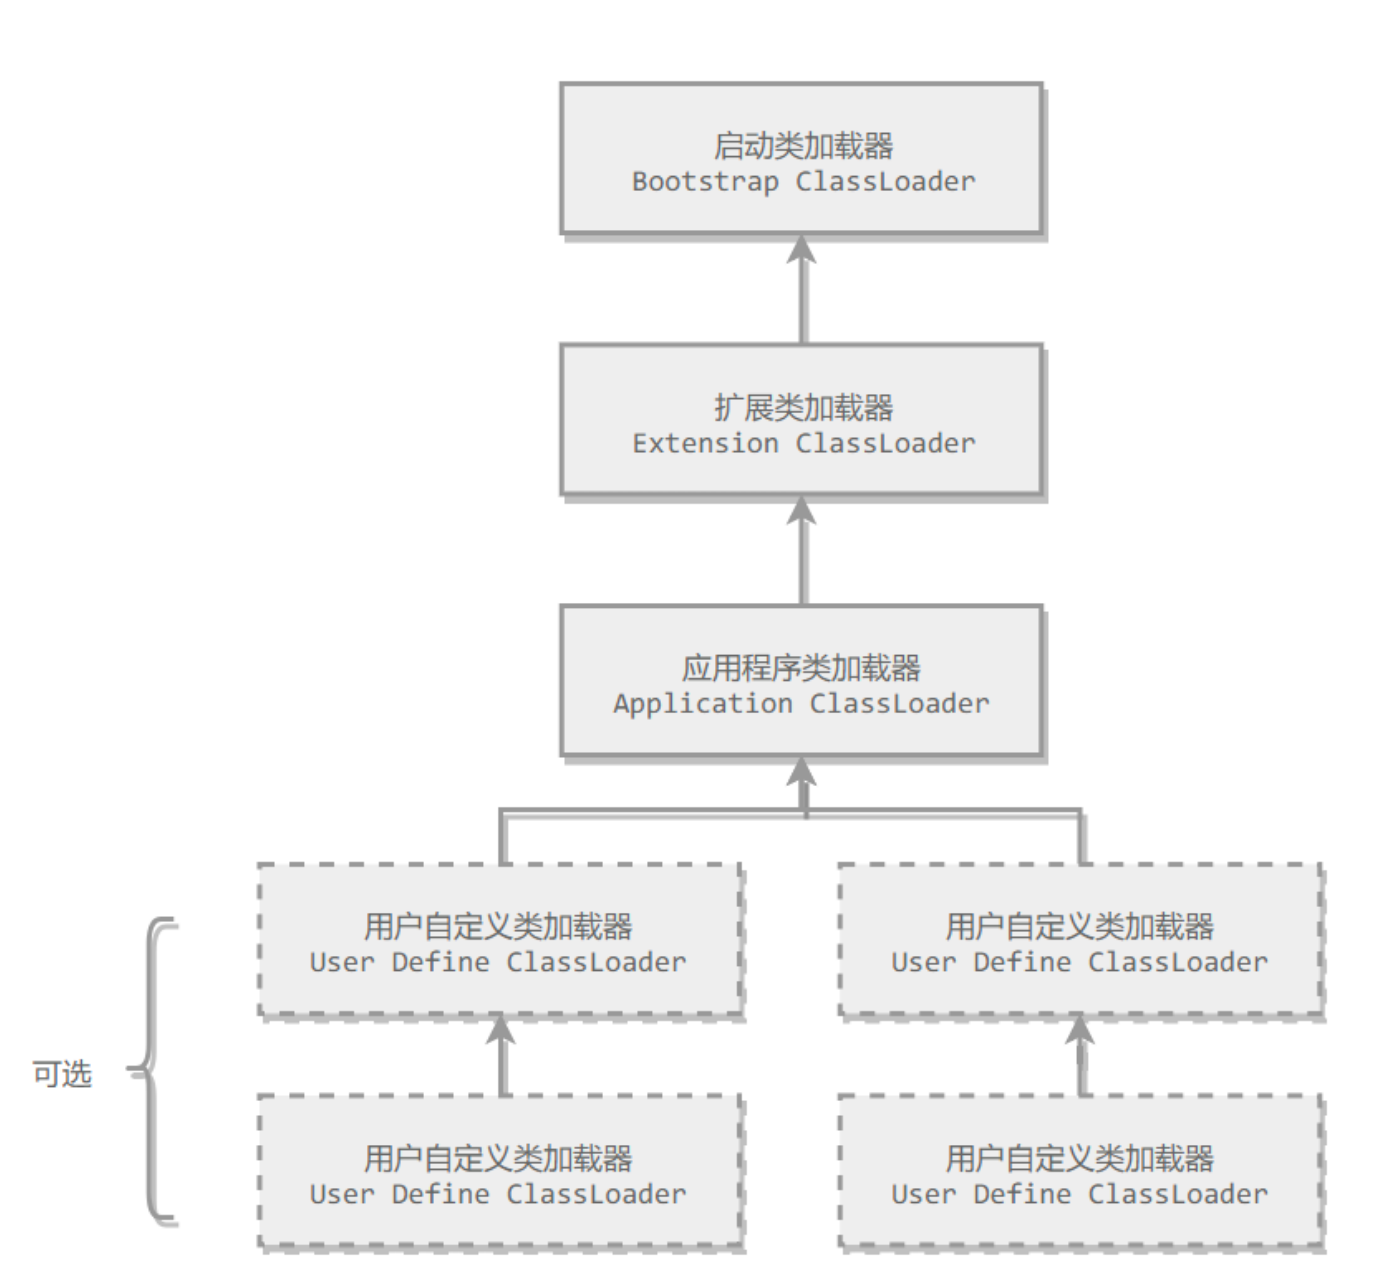 启动类加载器
Bootstrap ClassLoader
扩展类加载器
Extension ClassLoader
应用程序类加载器
Application ClassLoader
用户自定义类加载器
User Define ClassLoader
用户自定义类加载器
User Define ClassLoader
可选
用户自定义类加载器
User Define ClassLoader
用户自定义类加载器
User Define ClassLoader